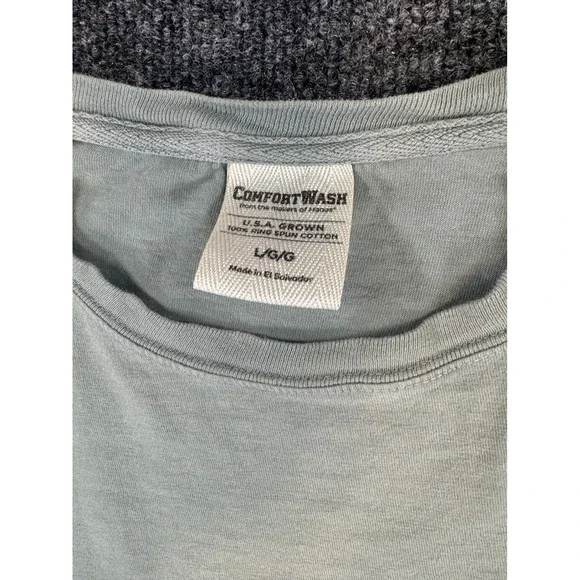 COMFORTWASH
from the makers of Hanes®
U.S.A. GROWN
100% RING SPUN COTTON
L/G/G
Made in El Salvador